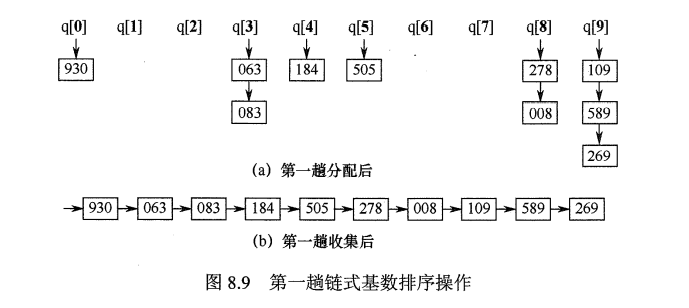 q[0] q[1] q[2] q[3] q[4] q[5] q[6] q[7] q[8] q[9]
930 063 184 505 278 109
083 008 589
269
(a) 第一趟分配后
930 063 083 184 505 278 008 109 589 269
(b) 第一趟收集后
图 8.9 第一趟链式基数排序操作